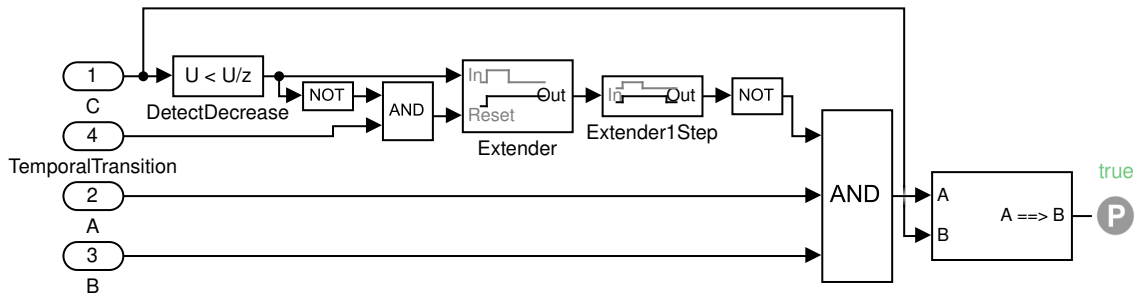 1
C
U < U/z
DetectDecrease
NOT
AND
In
Out
Reset
Extender
In
Out
Extender1Step
NOT
4
TemporalTransition
2
A
3
B
AND
A
B
A ==> B
true
P